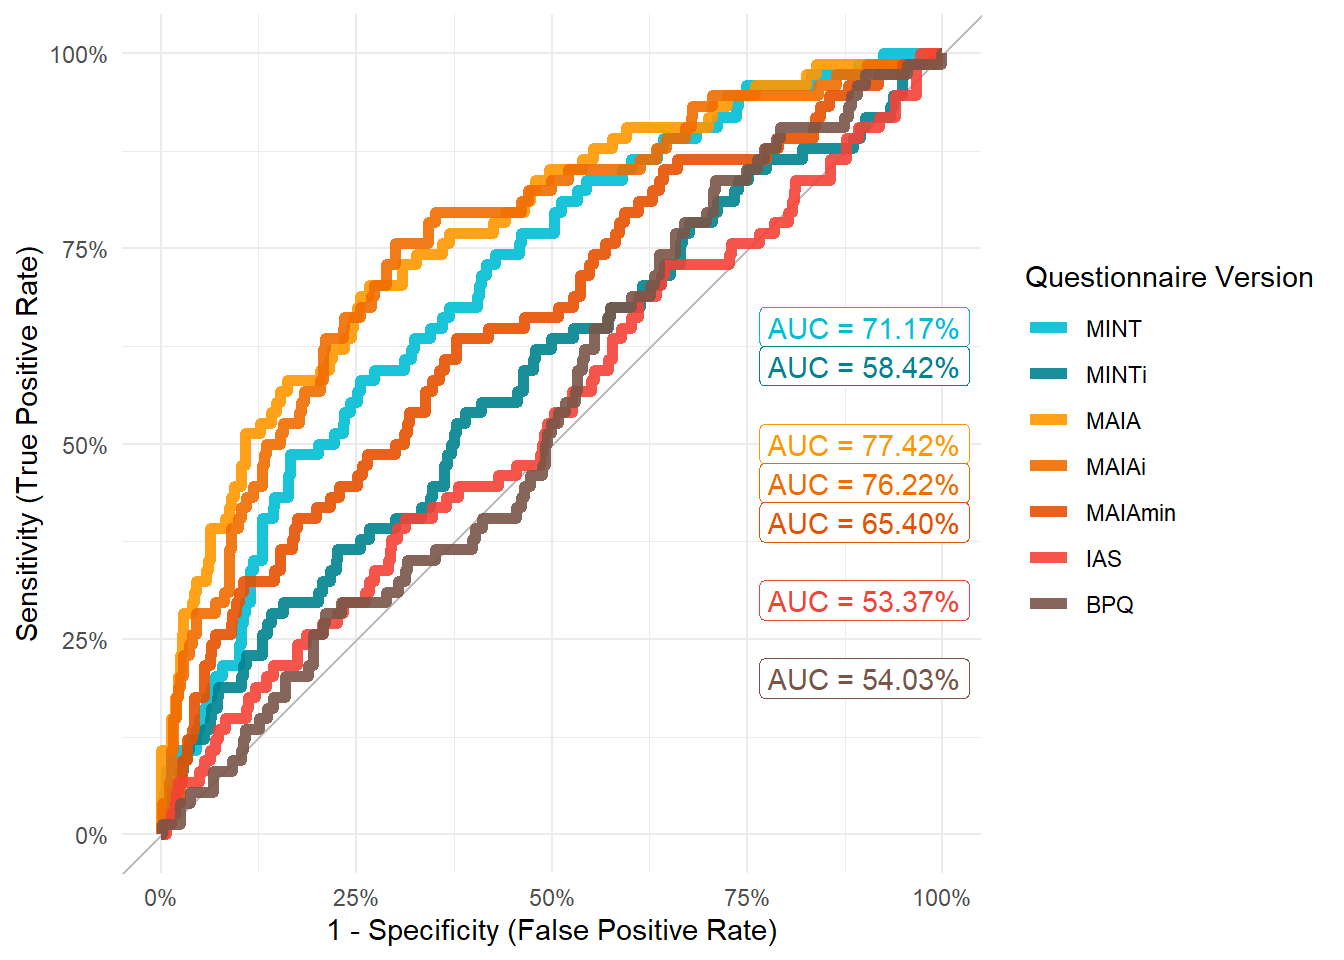 Sensitivity (True Positive Rate)
100%
75%
50%
25%
0%
0%
25%
50%
75%
100%
1 - Specificity (False Positive Rate)
AUC = 71.17%
AUC = 58.42%
AUC = 77.42%
AUC = 76.22%
AUC = 65.40%
AUC = 53.37%
AUC = 54.03%
Questionnaire Version
MINT
MINTi
MAIA
MAIAi
MAIAmin
IAS
BPQ